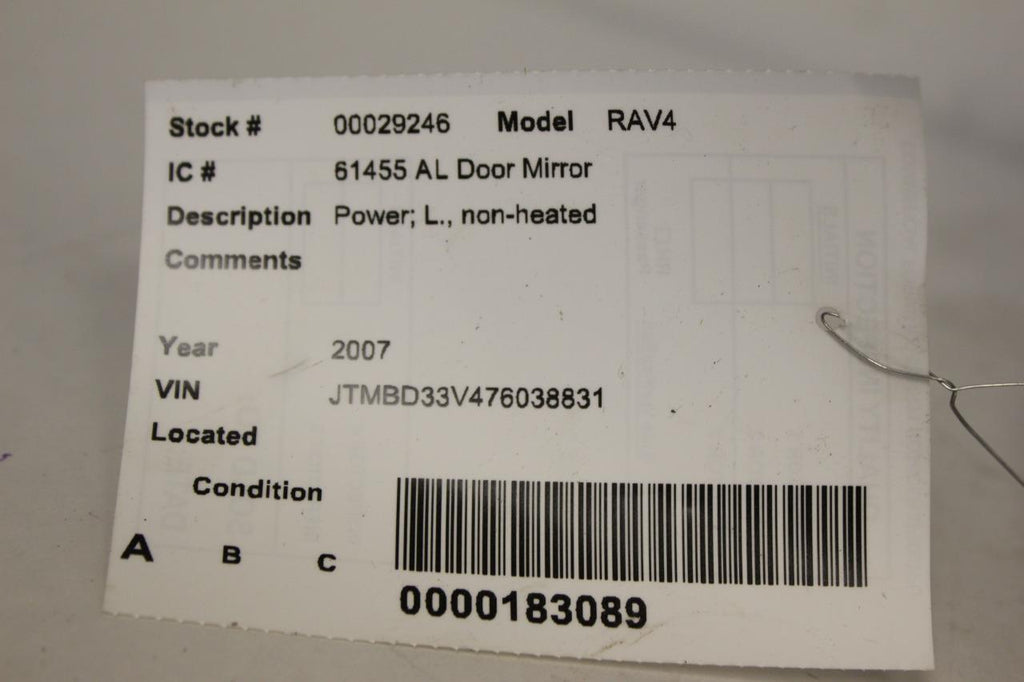 Stock # 00029246 Model RAV4
IC # 61455 AL Door Mirror
Description Power; L., non-heated
Comments
Year 2007
VIN JTMBD33V476038831
Located
Condition
A B C
0000183089